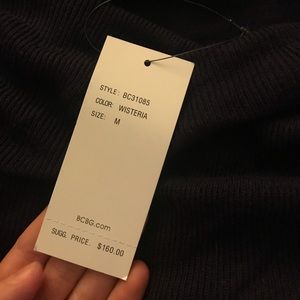 STYLE: BC31085
COLOR: WISTERIA
SIZE: M
BCBG.com
SUGG. PRICE. $160.00